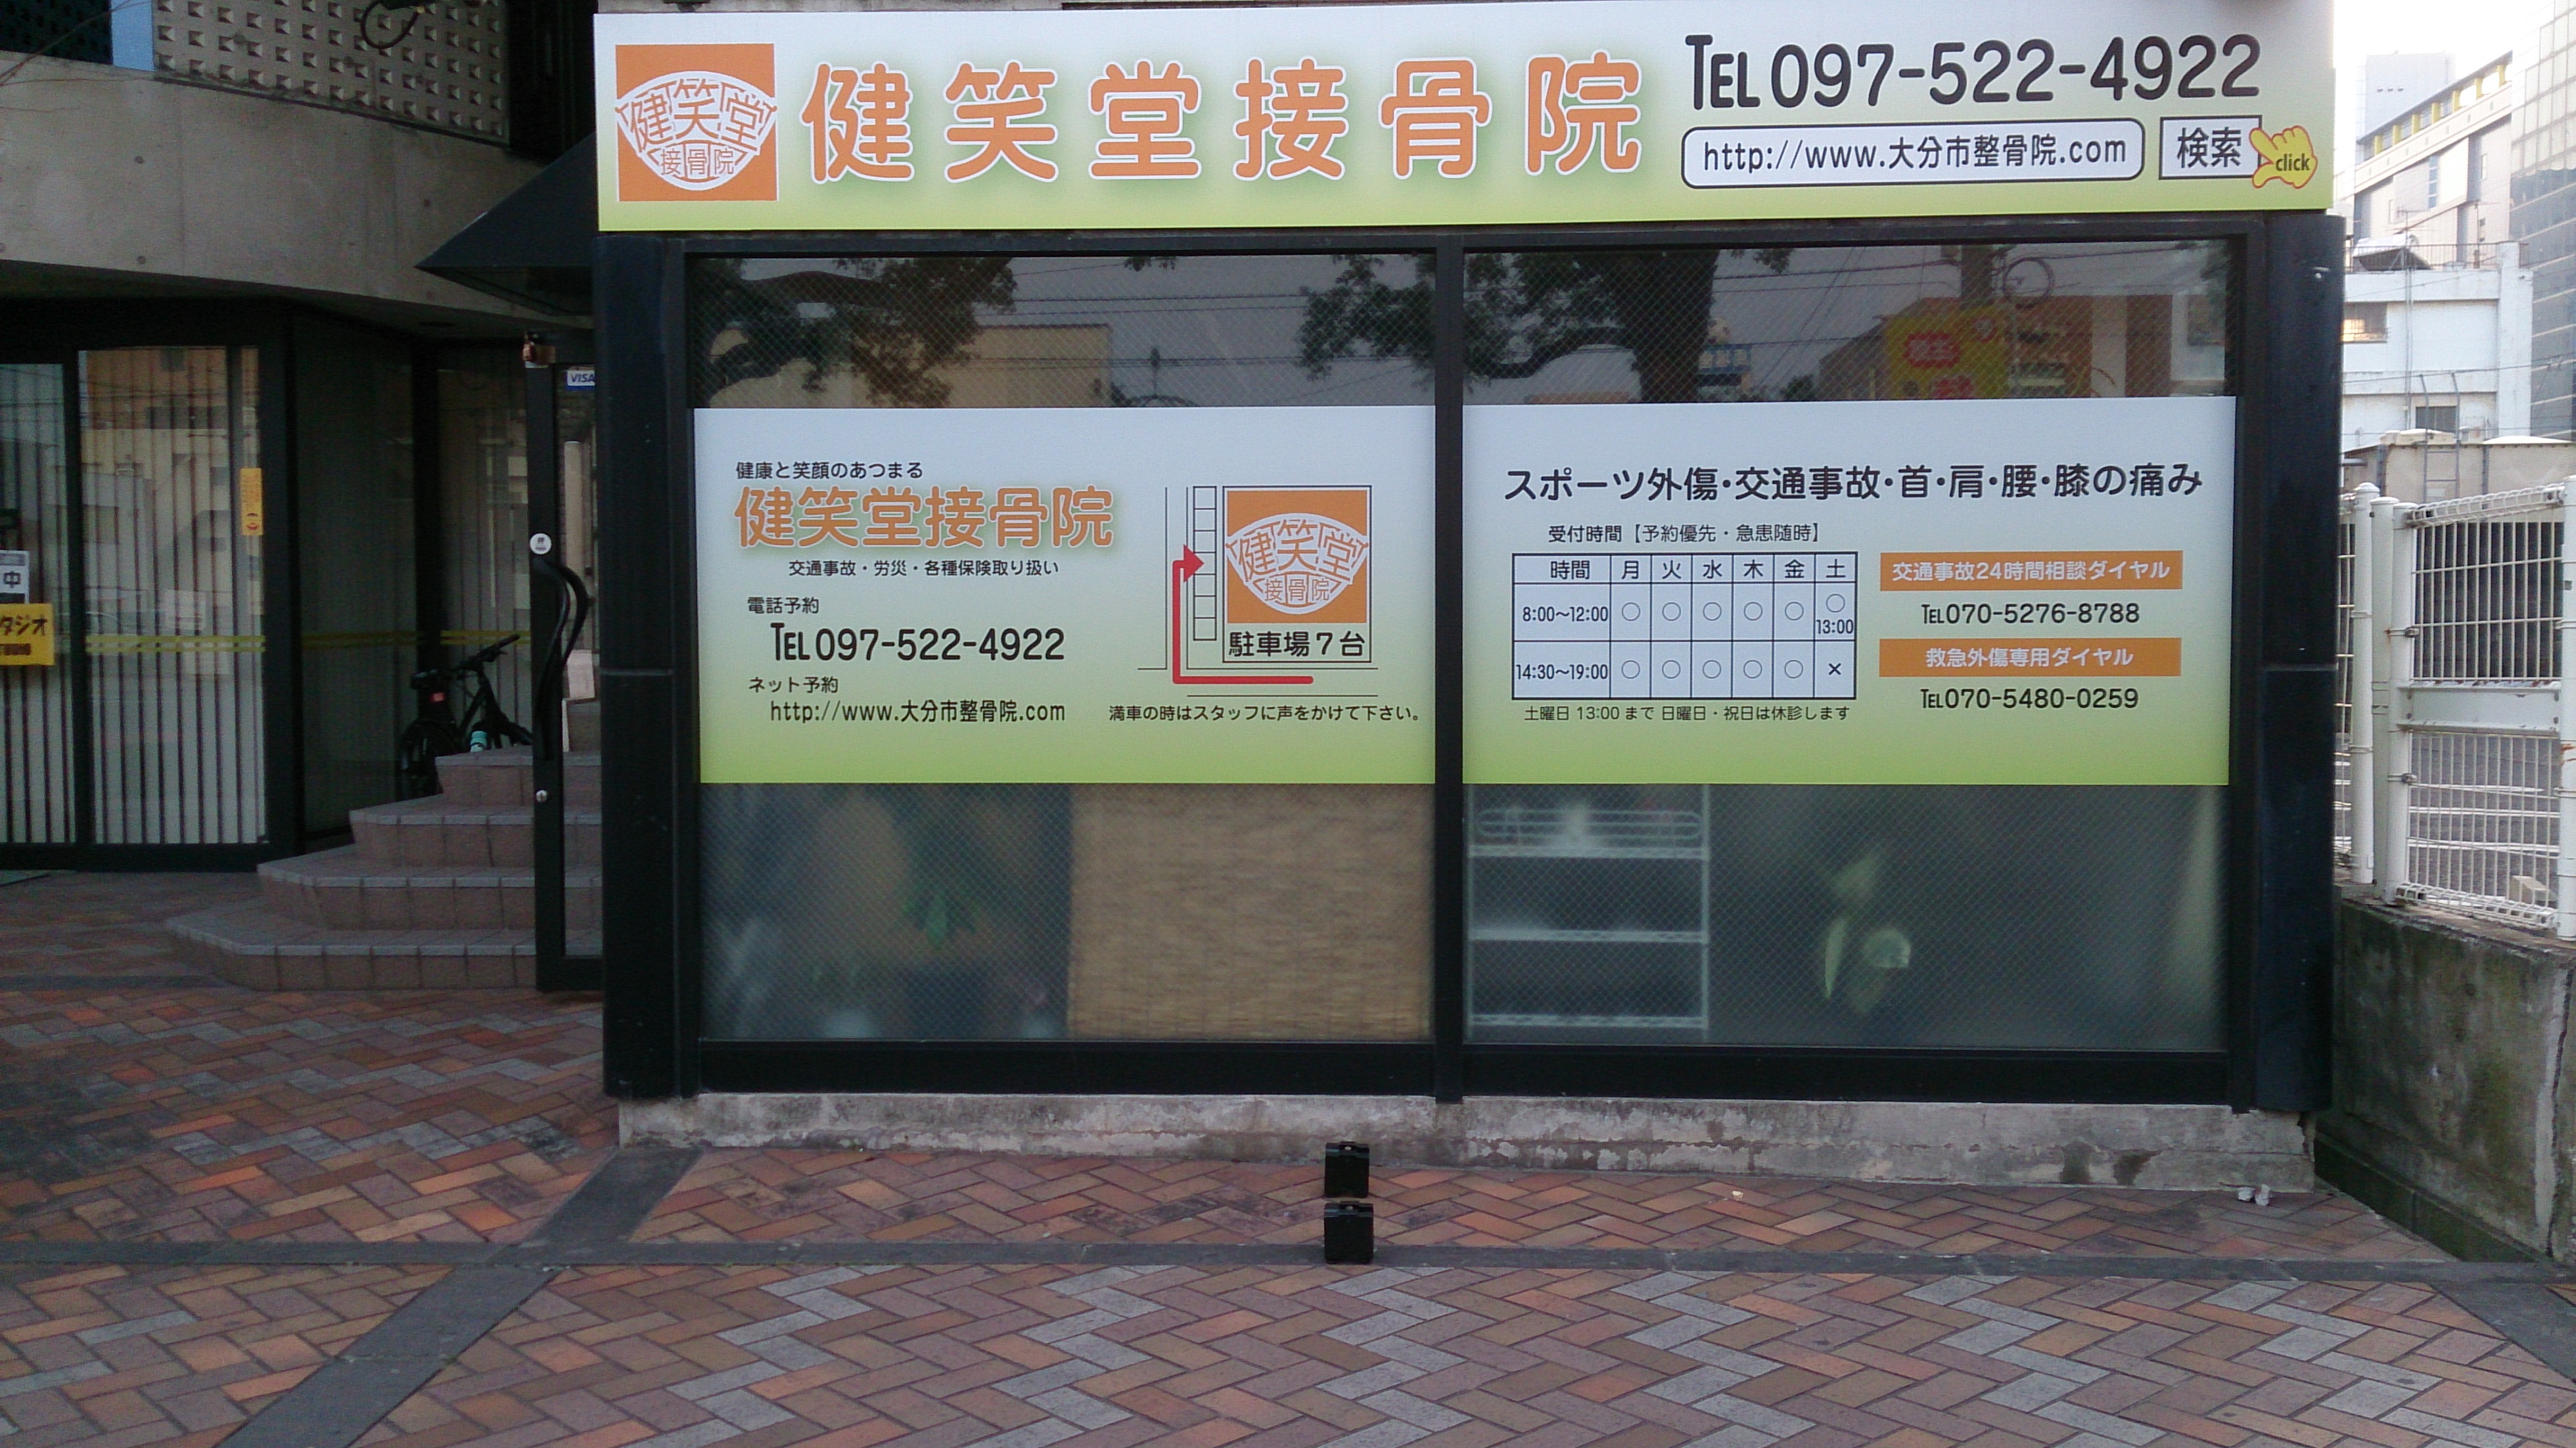 健笑堂
接骨院
健笑堂接骨院
TEL097-522-4922
http://www.大分市整骨院.com
検索
click
VISA
健康と笑顔のあつまる
健笑堂接骨院
交通事故・労災・各種保険取り扱い
電話予約
TEL097-522-4922
ネット予約
http://www.大分市整骨院.com
健笑堂
接骨院
駐車場7台
満車の時はスタッフに声をかけて下さい。
スポーツ外傷・交通事故・首・肩・腰・膝の痛み
受付時間【予約優先・急患随時】
時間 月 火 水 木 金 土
8:00〜12:00 ○ ○ ○ ○ ○ ○ 13:00
14:30〜19:00 ○ ○ ○ ○ ○ ×
土曜日 13:00 まで 日曜日・祝日は休診します
交通事故24時間相談ダイヤル
TEL070-5276-8788
救急外傷専用ダイヤル
TEL070-5480-0259
中
タジオ